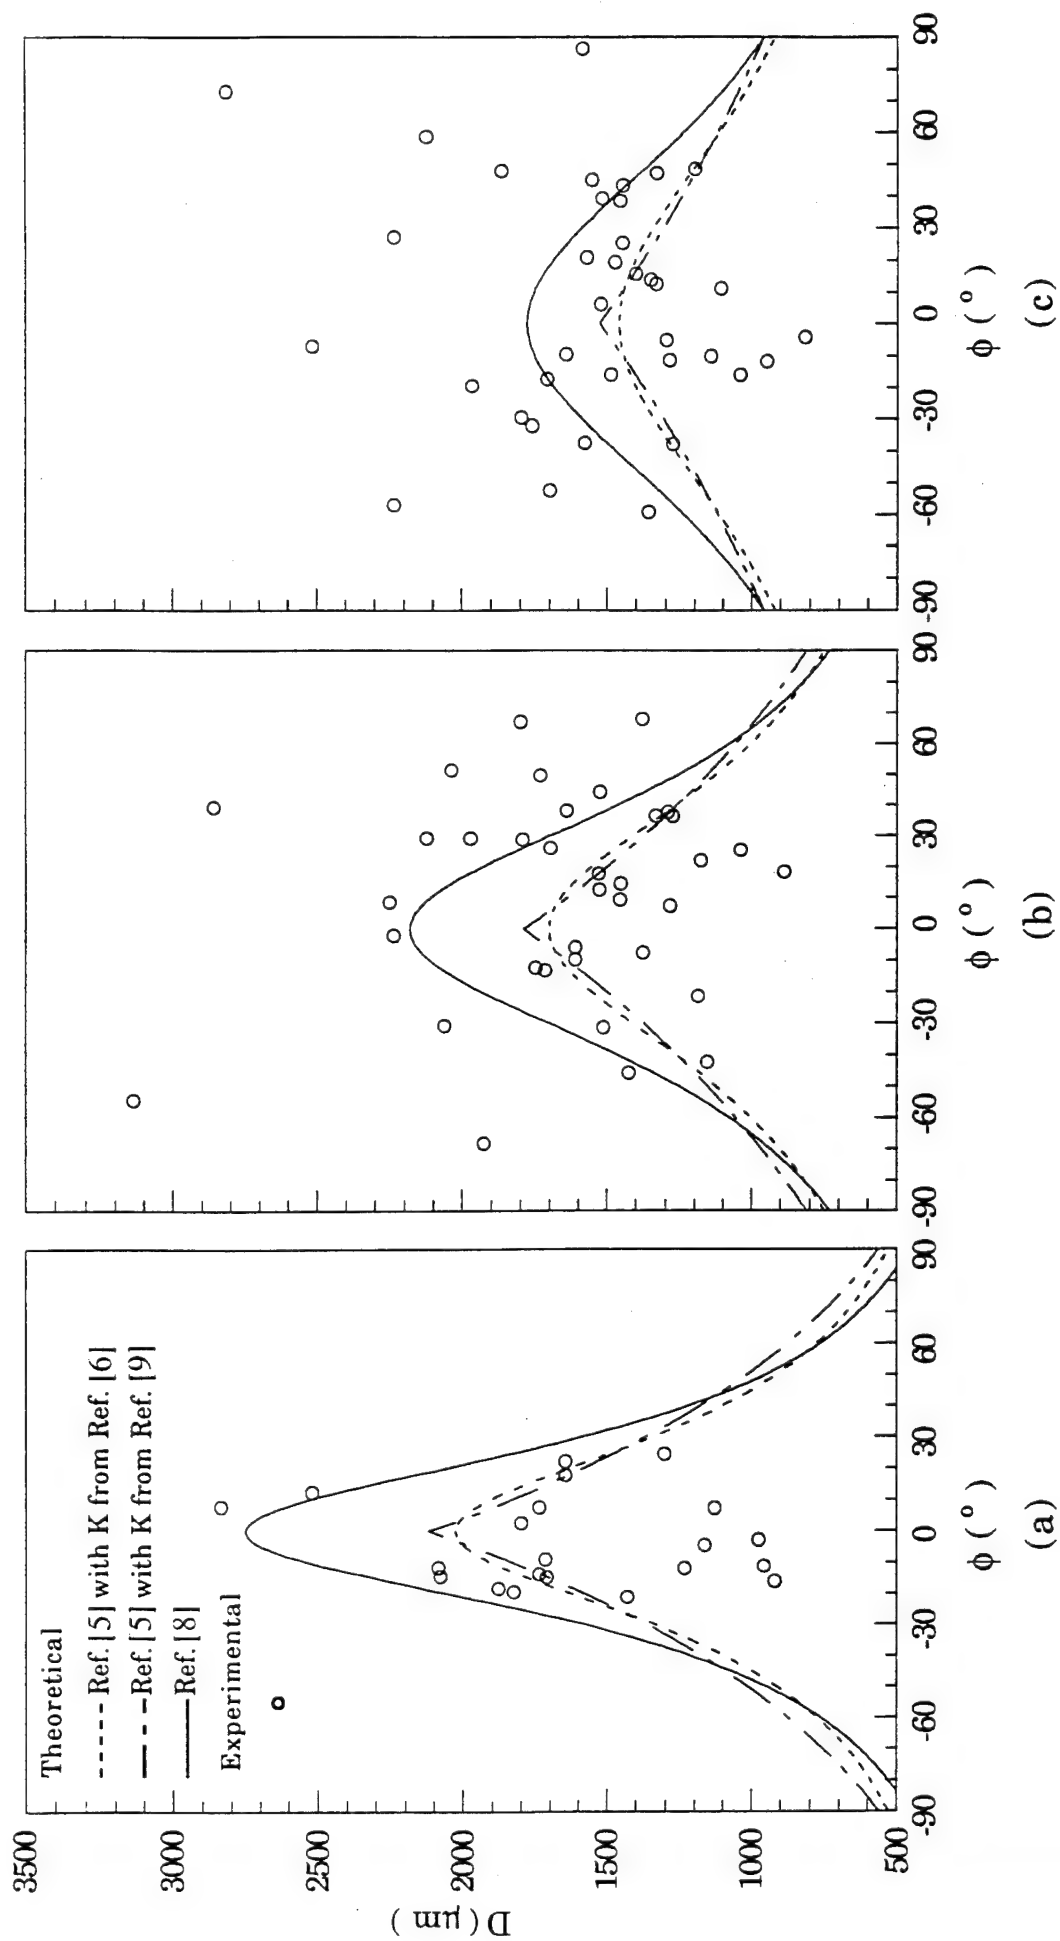 Theoretical
Ref. [5] with K from Ref. [6]
Ref.[5] with K from Ref. [9]
Ref. [8]
Experimental
D (μm)
3500
3000
2500
2000
1500
1000
500
-90 -60 -30 0 30 60 90
ϕ (°)
(a)
-90 -60 -30 0 30 60 90
ϕ (°)
(b)
-90 -60 -30 0 30 60 90
ϕ (°)
(c)